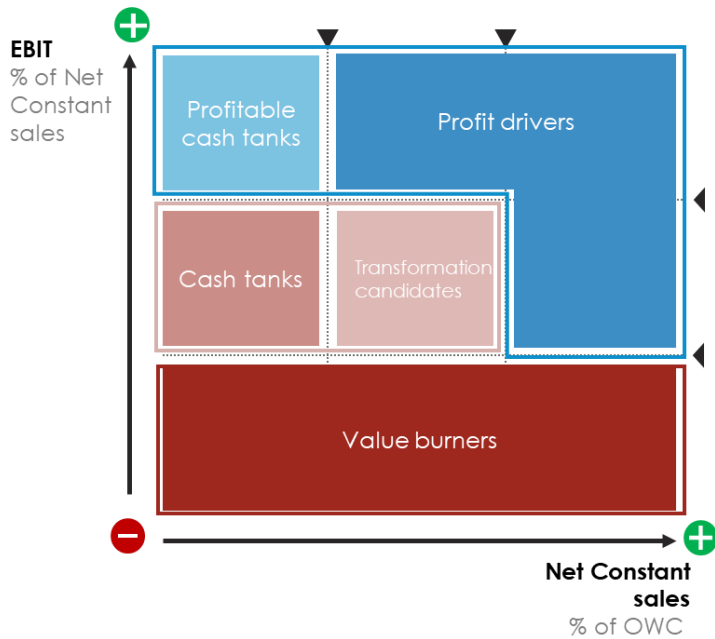 EBIT
% of Net
Constant
sales
Profitable
cash tanks
Profit drivers
Cash tanks
Transformation
candidates
Value burners
Net Constant
sales
% of OWC